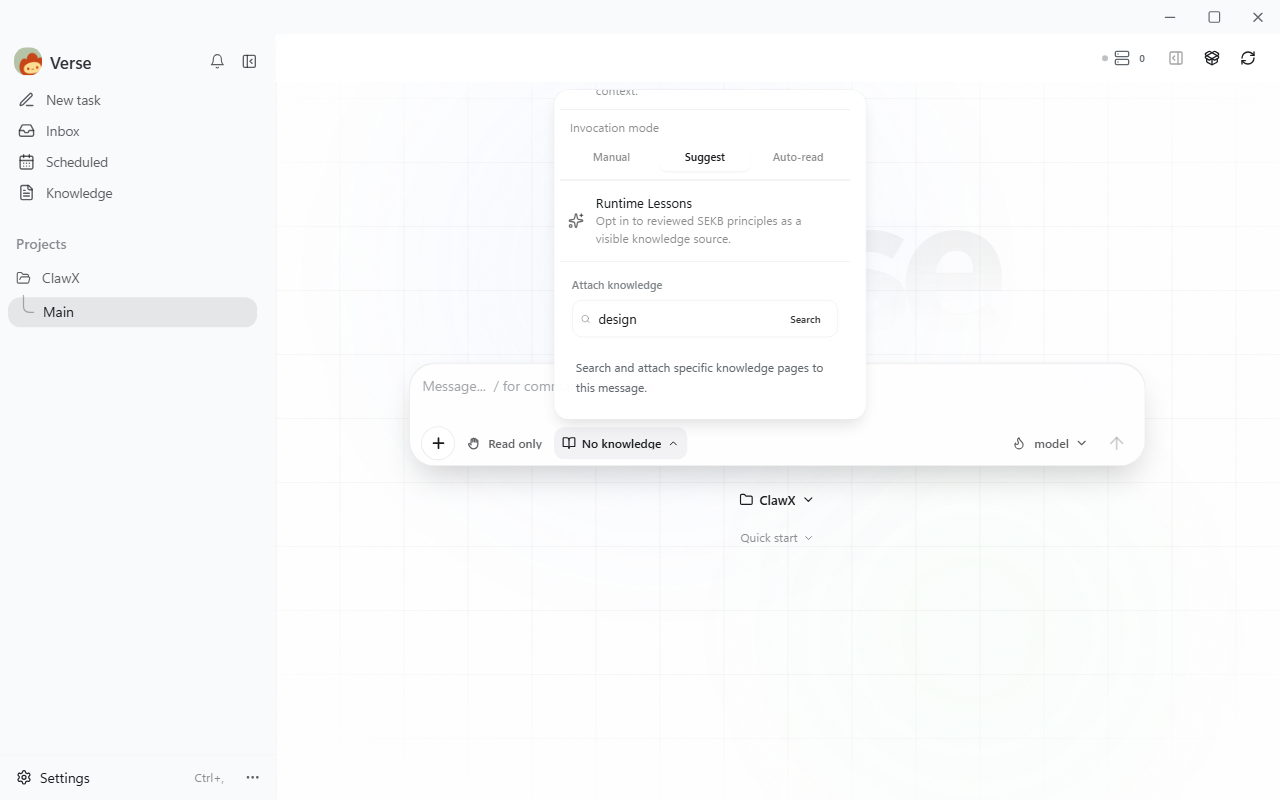 Verse
New task
Inbox
Scheduled
Knowledge
Projects
ClawX
Main
Settings
Ctrl+,
0
context.
Invocation mode
Manual
Suggest
Auto-read
Runtime Lessons
Opt in to reviewed SEKB principles as a
visible knowledge source.
Attach knowledge
design
Search
Search and attach specific knowledge pages to
this message.
se
Message... / for comm
Read only
No knowledge
model
ClawX
Quick start